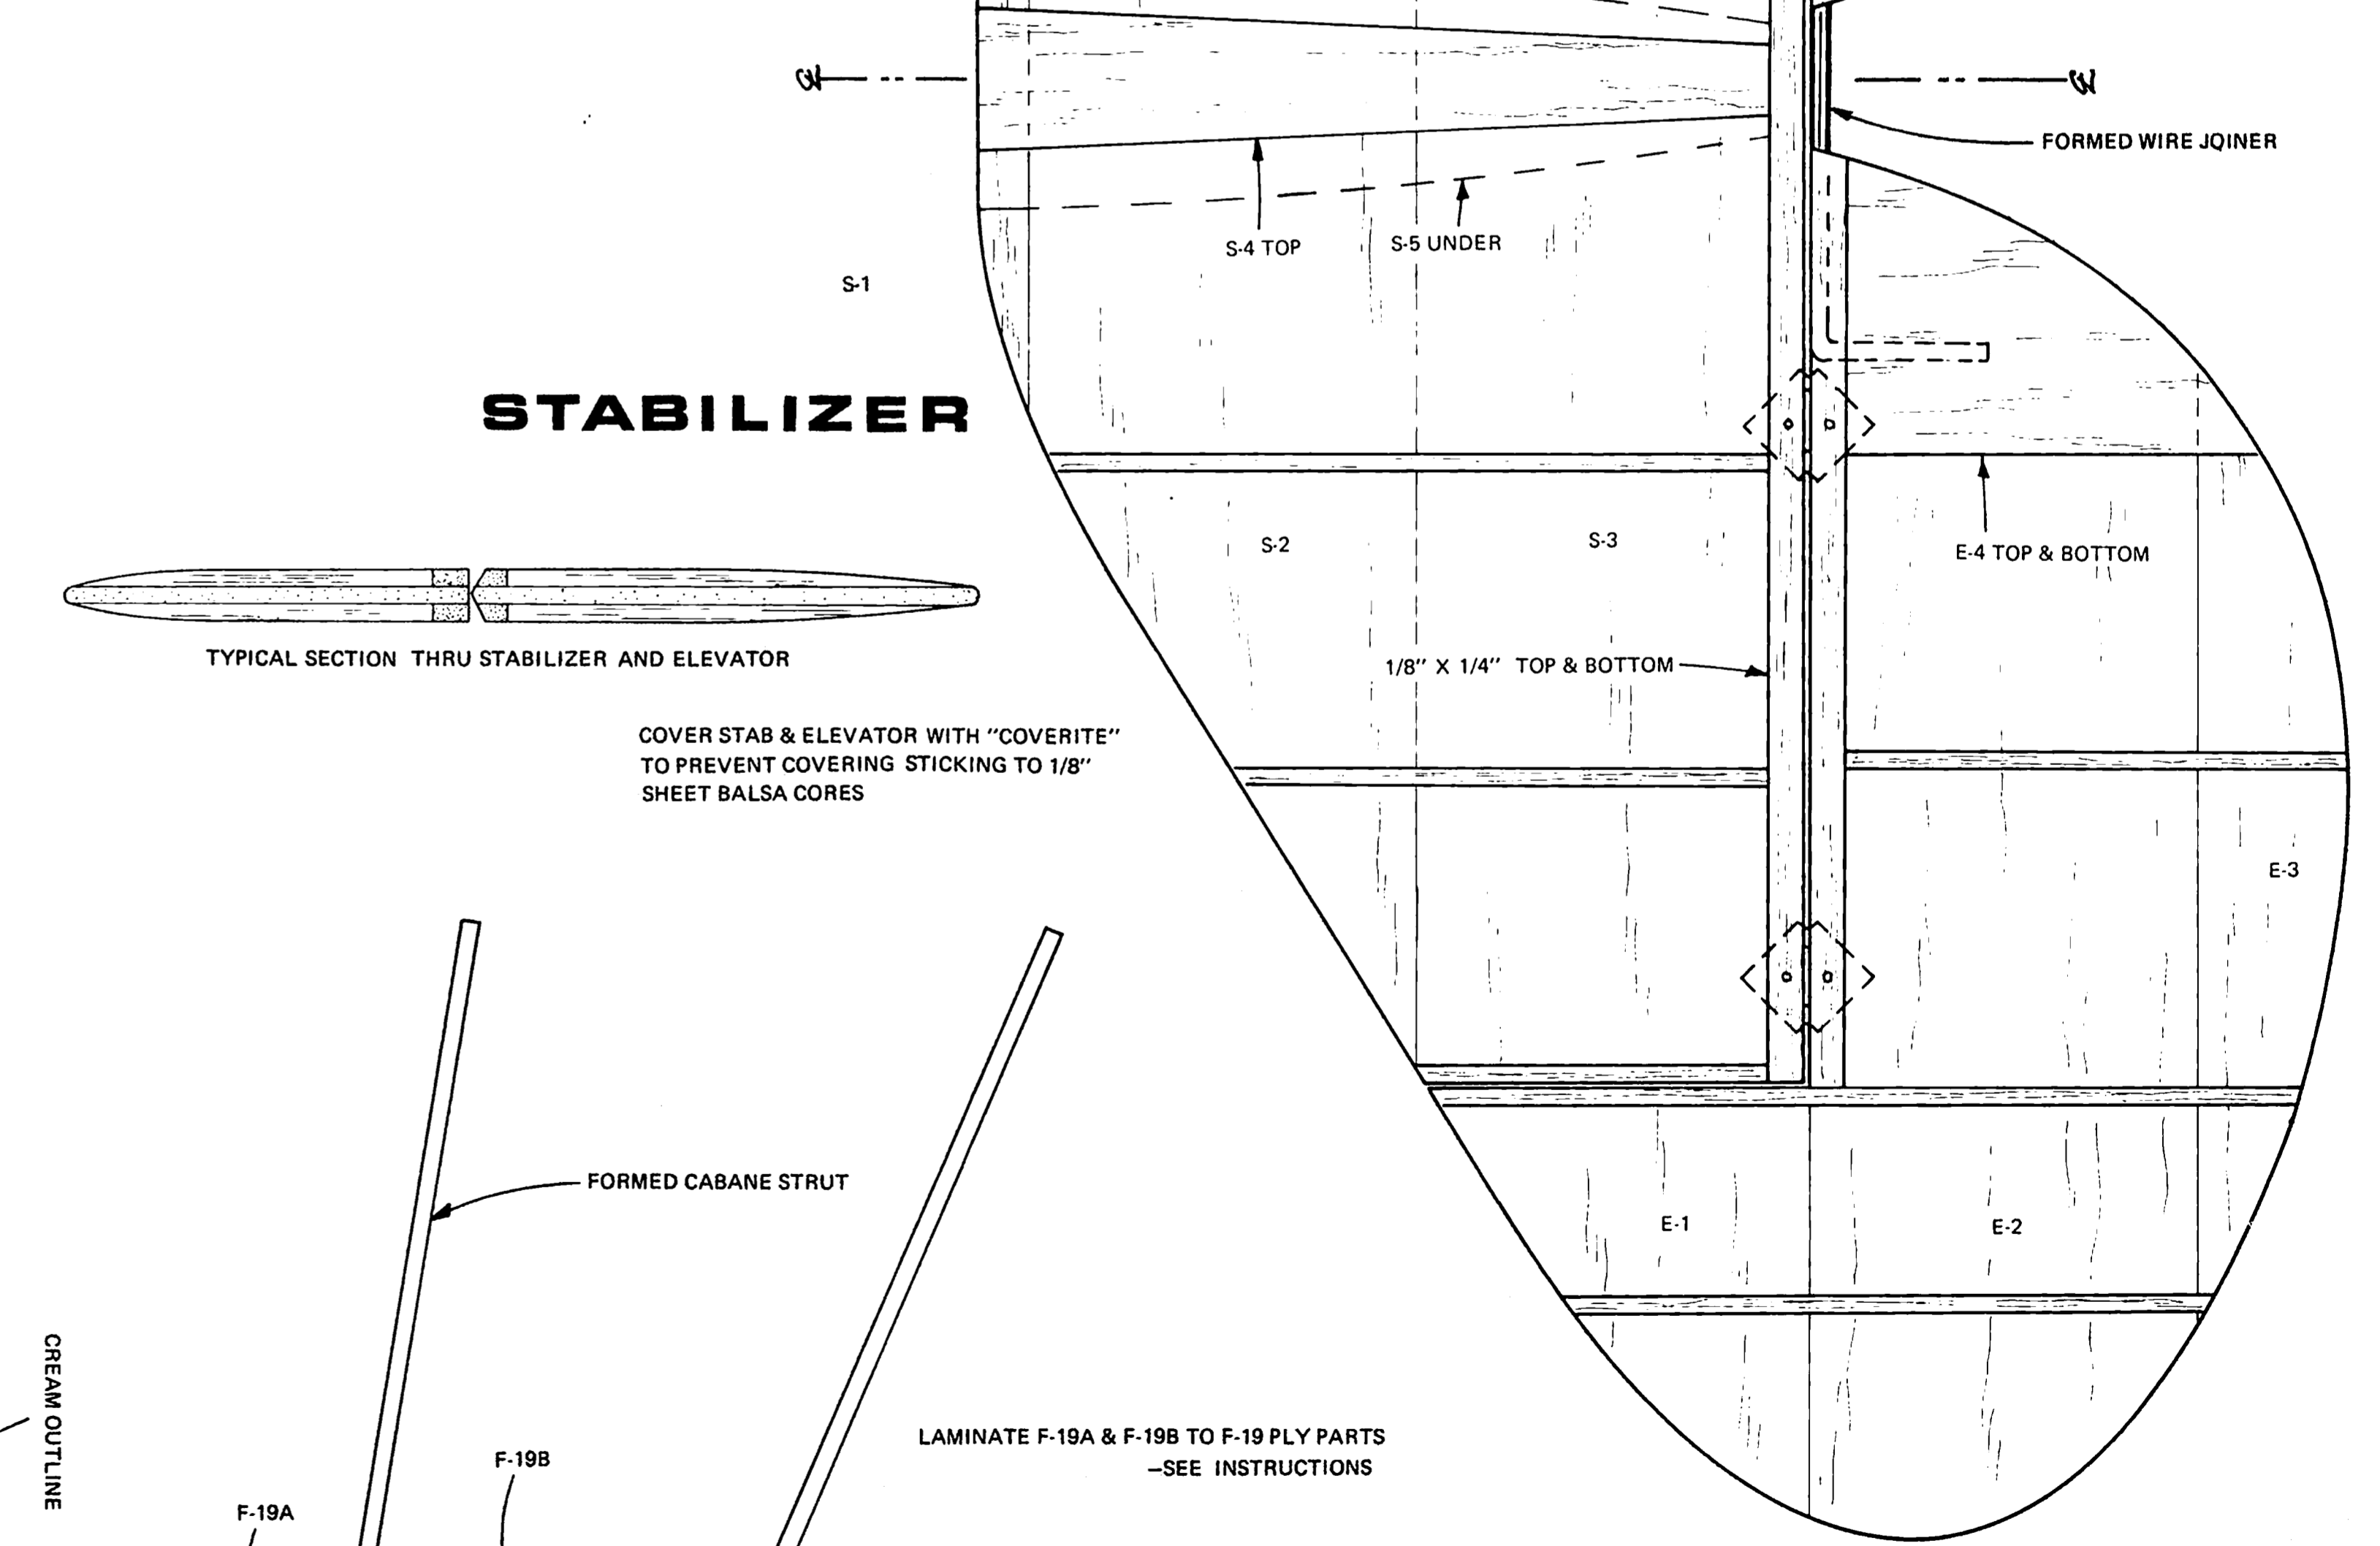 ℄
℄
FORMED WIRE JOINER
S-4 TOP
S-5 UNDER
S-1
STABILIZER
S-2
S-3
E-4 TOP & BOTTOM
TYPICAL SECTION THRU STABILIZER AND ELEVATOR
1/8" X 1/4" TOP & BOTTOM
COVER STAB & ELEVATOR WITH "COVERITE"
TO PREVENT COVERING STICKING TO 1/8"
SHEET BALSA CORES
E-3
FORMED CABANE STRUT
E-1
E-2
CREAM OUTLINE
LAMINATE F-19A & F-19B TO F-19 PLY PARTS
—SEE INSTRUCTIONS
F-19B
F-19A